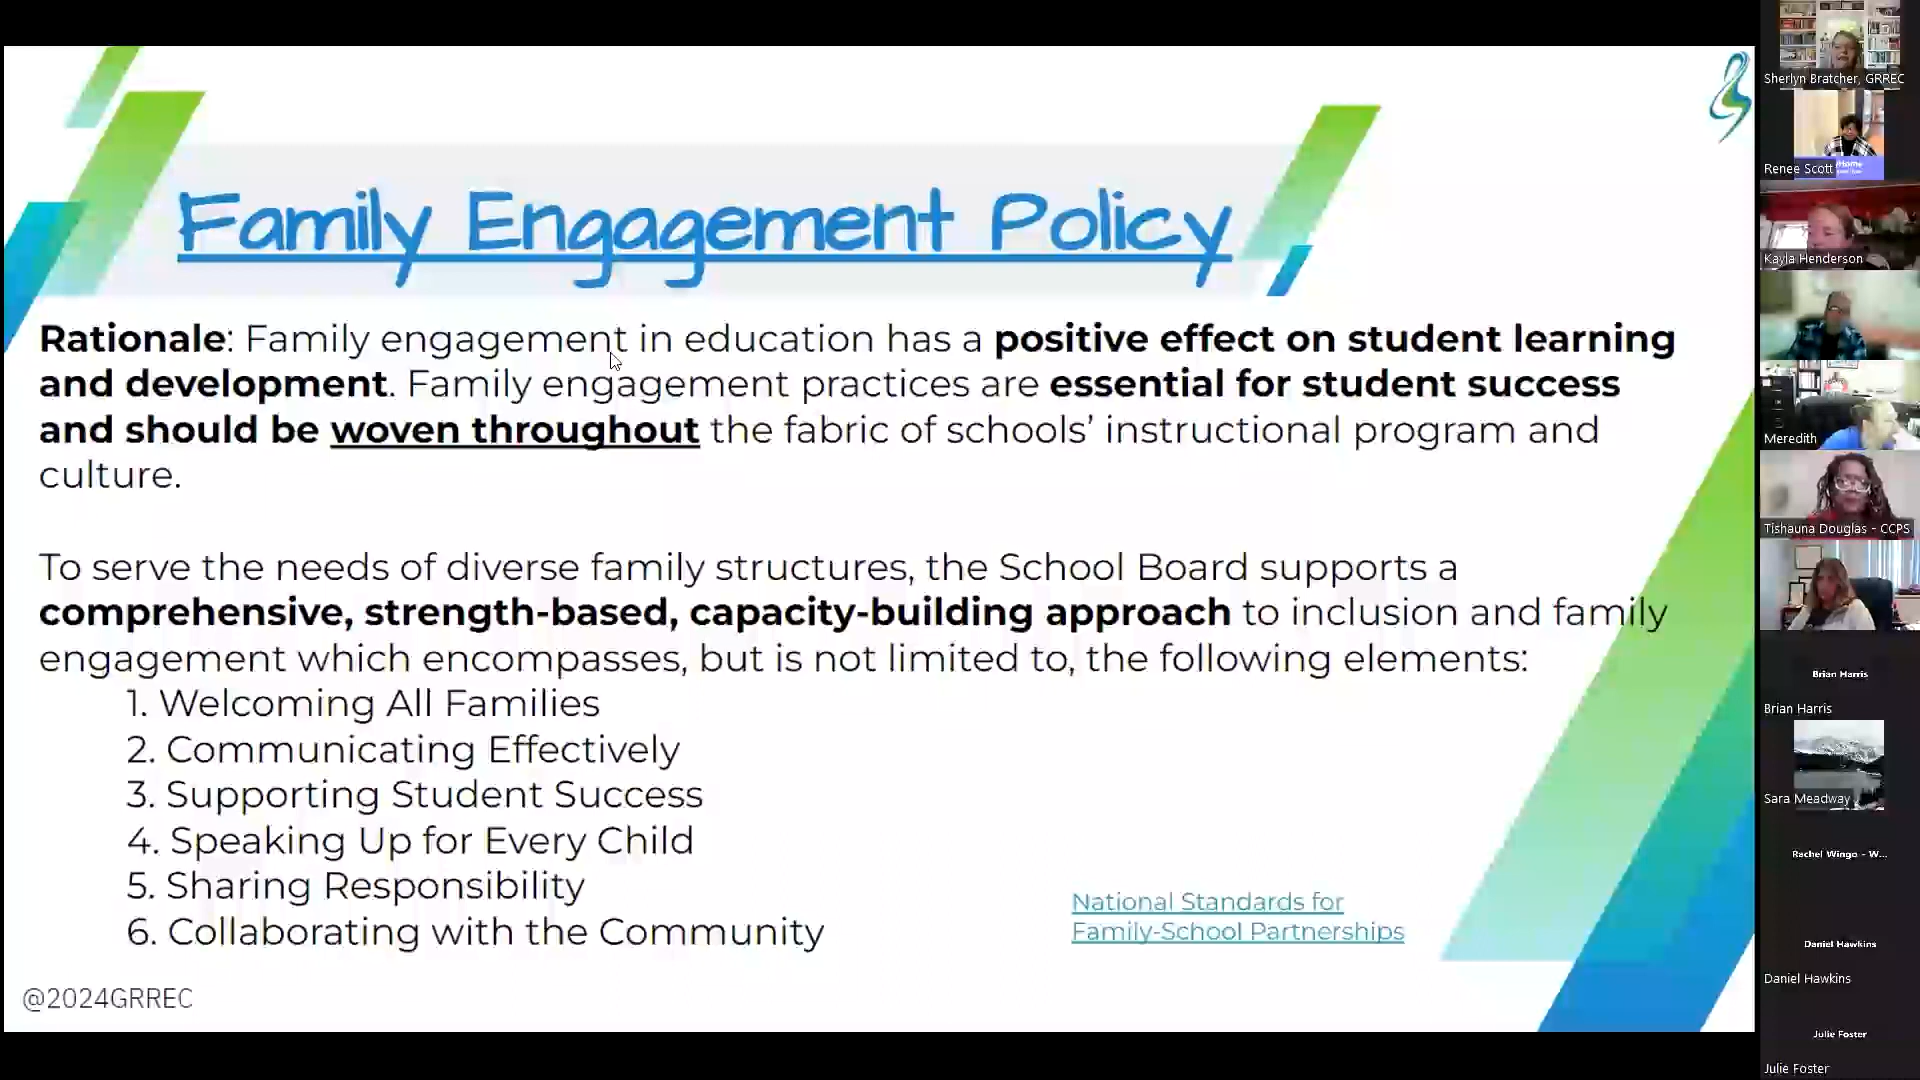 Family Engagement Policy
Rationale: Family engagement in education has a positive effect on student learning
and development. Family engagement practices are essential for student success
and should be woven throughout the fabric of schools’ instructional program and
culture.
To serve the needs of diverse family structures, the School Board supports a
comprehensive, strength-based, capacity-building approach to inclusion and family
engagement which encompasses, but is not limited to, the following elements:
1. Welcoming All Families
2. Communicating Effectively
3. Supporting Student Success
4. Speaking Up for Every Child
5. Sharing Responsibility
6. Collaborating with the Community
National Standards for
Family-School Partnerships
@2024GRREC
Sherlyn Bratcher, GRREC
Renee Scott
Kayla Henderson
Meredith
Tishauna Douglas - CCPS
Brian Harris
Brian Harris
Sara Meadway
Rachel Wingo - W...
Daniel Hawkins
Daniel Hawkins
Julie Foster
Julie Foster